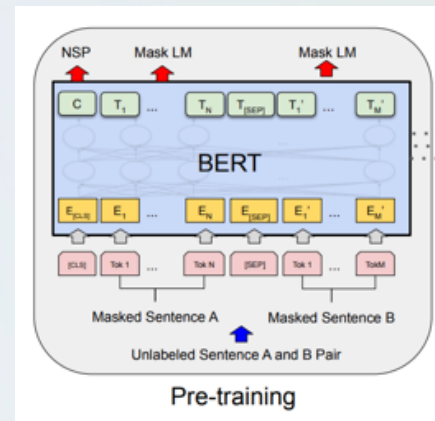 NSP Mask LM Mask LM
C T1 ... TN T[SEP] T1' ... TM'
BERT
E[CLS] E1 ... EN E[SEP] E1' ... EM'
[CLS] Tok 1 ... Tok N [SEP] Tok 1 ... TokM
Masked Sentence A Masked Sentence B
Unlabeled Sentence A and B Pair
Pre-training